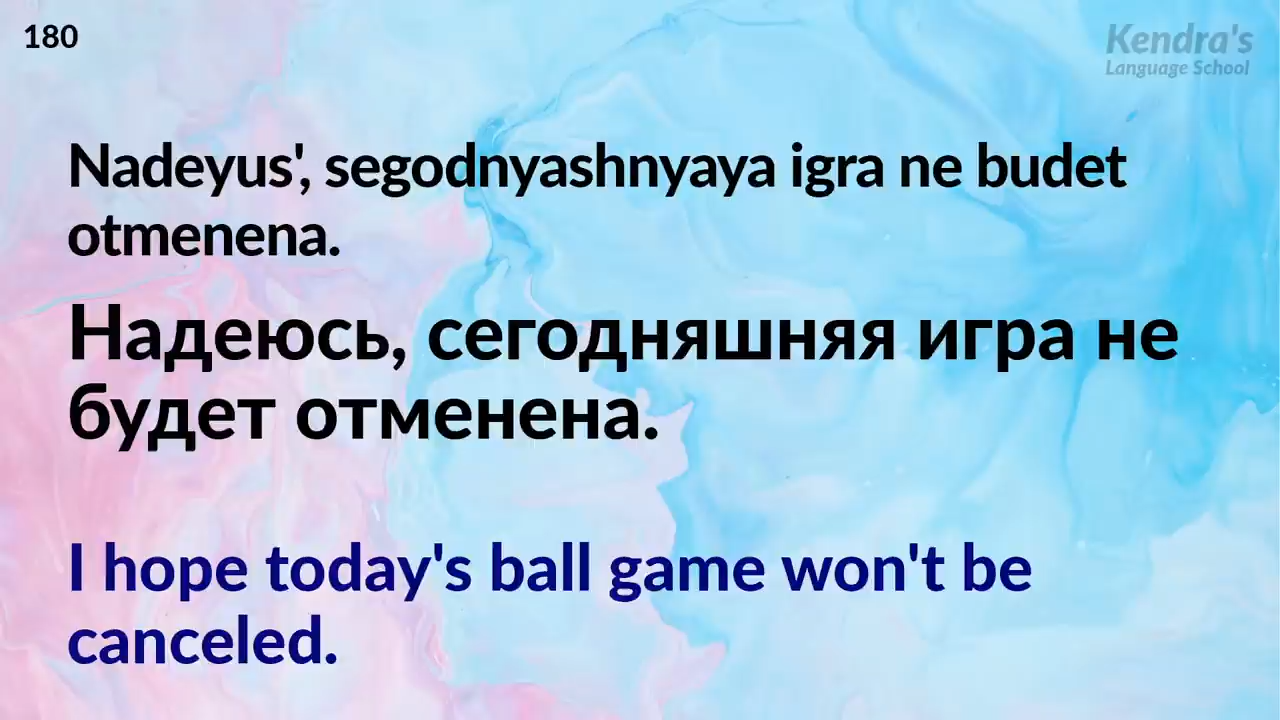 180
Kendra's
Language School
Nadeyus', segodnyashnyaya igra ne budet
otmenena.
Надеюсь, сегодняшняя игра не
будет отменена.
I hope today's ball game won't be
canceled.